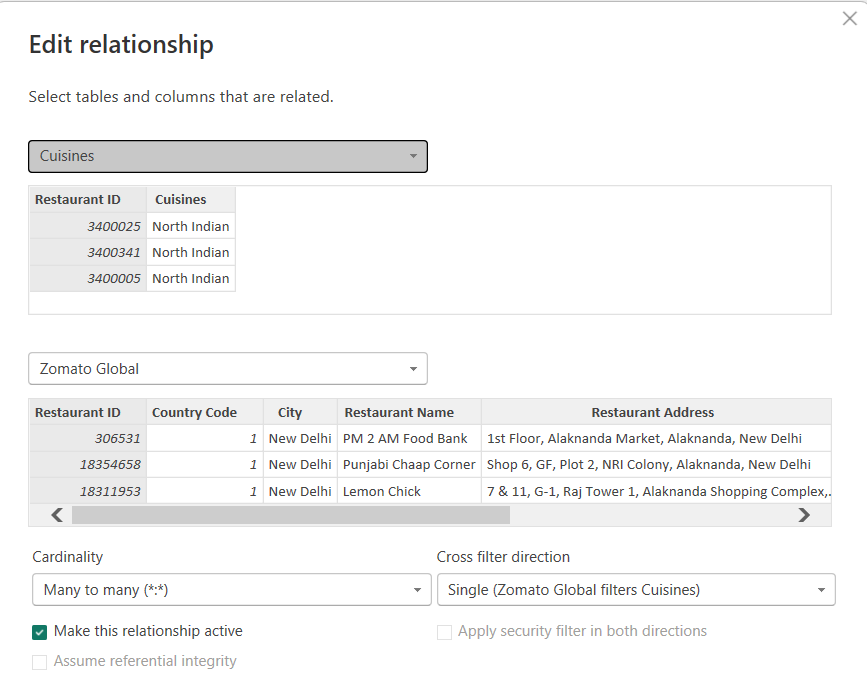 Edit relationship
Select tables and columns that are related.
Cuisines
Restaurant ID Cuisines
3400025 North Indian
3400341 North Indian
3400005 North Indian
Zomato Global
Restaurant ID Country Code City Restaurant Name Restaurant Address
306531 1 New Delhi PM 2 AM Food Bank 1st Floor, Alaknanda Market, Alaknanda, New Delhi
18354658 1 New Delhi Punjabi Chaap Corner Shop 6, GF, Plot 2, NRI Colony, Alaknanda, New Delhi
18311953 1 New Delhi Lemon Chick 7 & 11, G-1, Raj Tower 1, Alaknanda Shopping Complex,.
Cardinality Cross filter direction
Many to many (*:*) Single (Zomato Global filters Cuisines)
Make this relationship active Apply security filter in both directions
Assume referential integrity